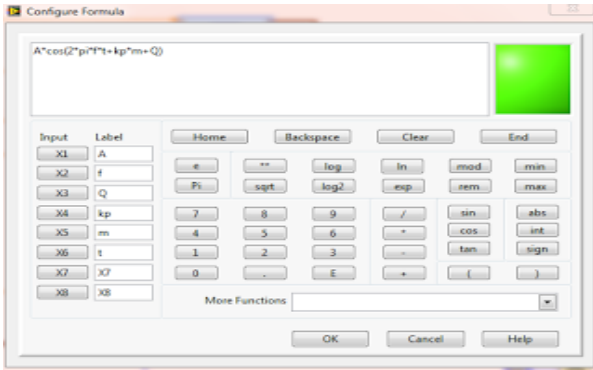 Configure Formula
A*cos(2*pi*f*t+kp*m+Q)
Input Label Home Backspace Clear End
X1 A
X2 f e ** log ln mod min
X3 Q Pi sqrt log2 exp rem max
X4 kp 7 8 9 / sin abs
X5 m 4 5 6 * cos int
X6 t 1 2 3 - tan sign
X7 X7 0 . E + ( )
X8 X8
More Functions
OK Cancel Help